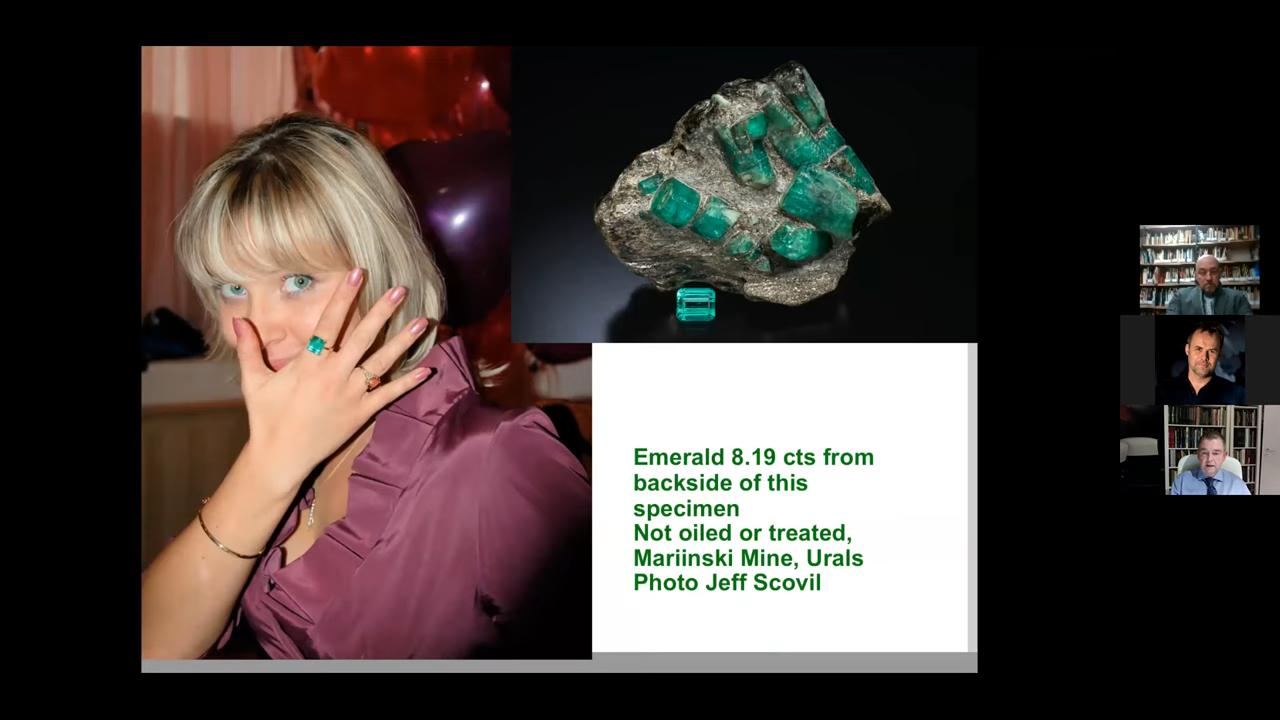 Emerald 8.19 cts from
backside of this
specimen
Not oiled or treated,
Mariinski Mine, Urals
Photo Jeff Scovil